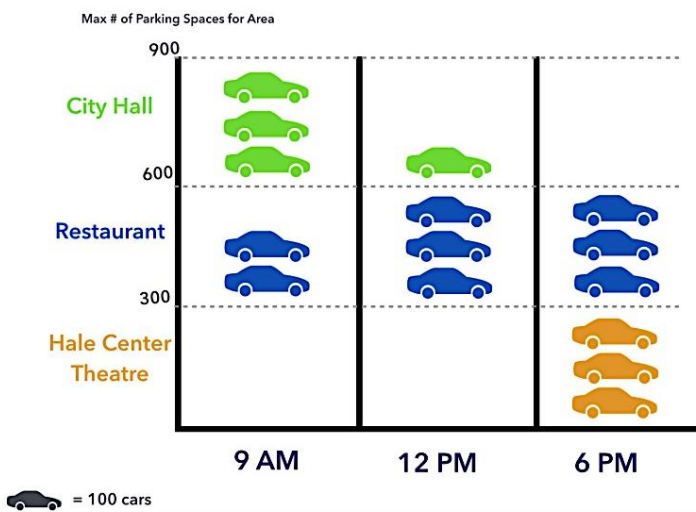 Max # of Parking Spaces for Area
900
City Hall
600
Restaurant
300
Hale Center
Theatre
9 AM
12 PM
6 PM
= 100 cars